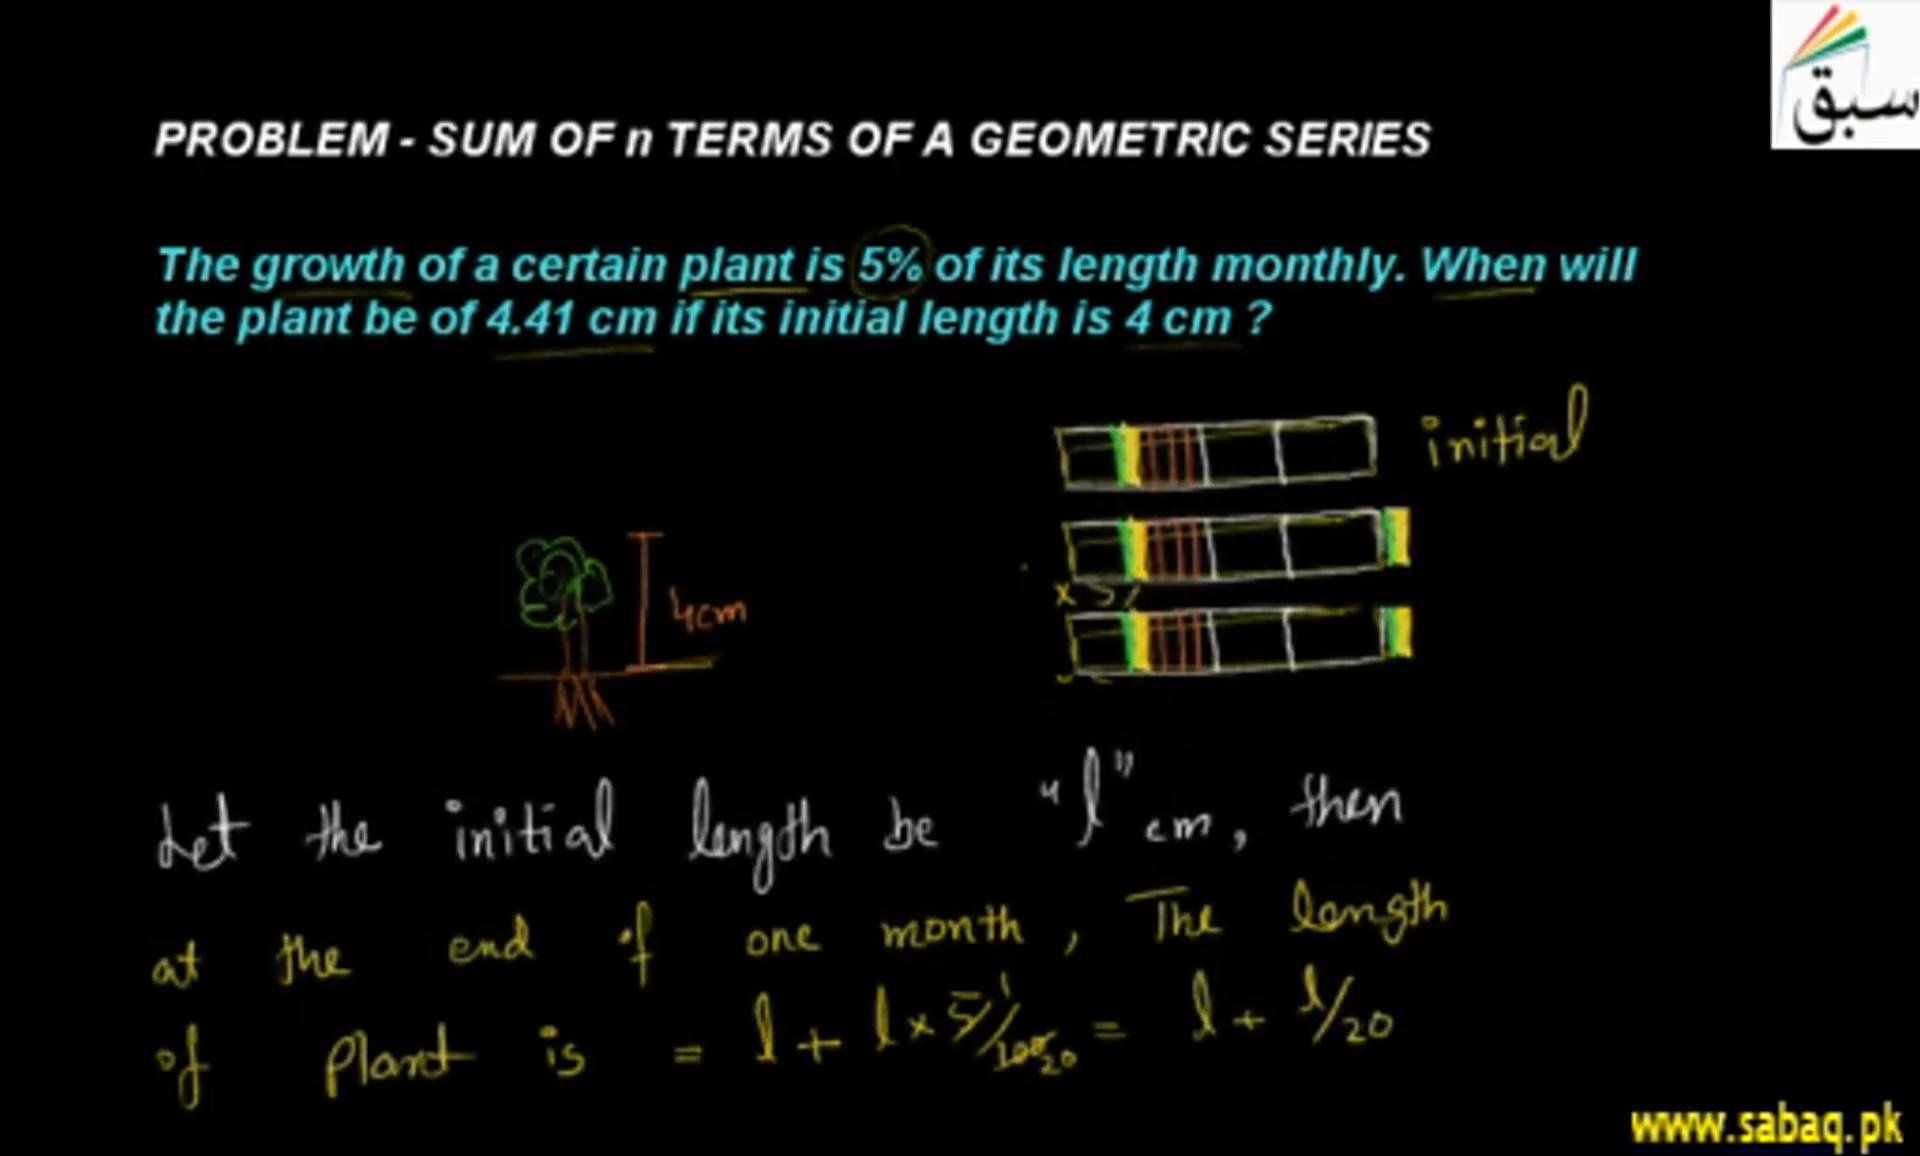 سبق
PROBLEM - SUM OF n TERMS OF A GEOMETRIC SERIES
The growth of a certain plant is 5% of its length monthly. When will
the plant be of 4.41 cm if its initial length is 4 cm ?
initial
4cm
x 5%
Let the initial length be "l" cm, then
at the end of one month, The length
of Plant is = l + l x 5/100 = l + l/20
www.sabaq.pk